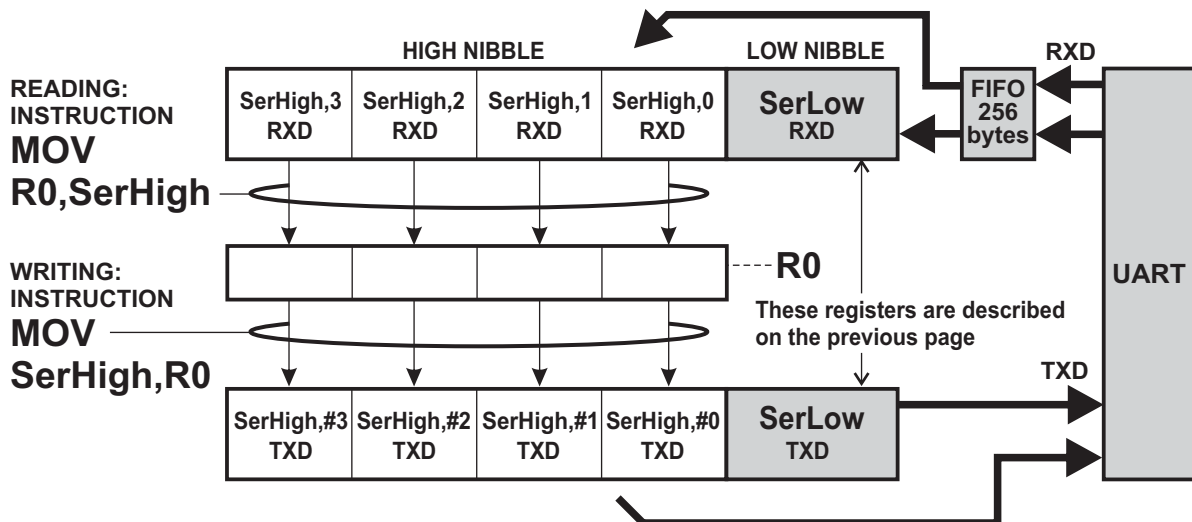 HIGH NIBBLE
LOW NIBBLE
READING:
INSTRUCTION
MOV
R0,SerHigh
SerHigh,3
RXD
SerHigh,2
RXD
SerHigh,1
RXD
SerHigh,0
RXD
SerLow
RXD
FIFO
256
bytes
RXD
UART
WRITING:
INSTRUCTION
MOV
SerHigh,R0
R0
These registers are described
on the previous page
TXD
SerHigh,#3
TXD
SerHigh,#2
TXD
SerHigh,#1
TXD
SerHigh,#0
TXD
SerLow
TXD